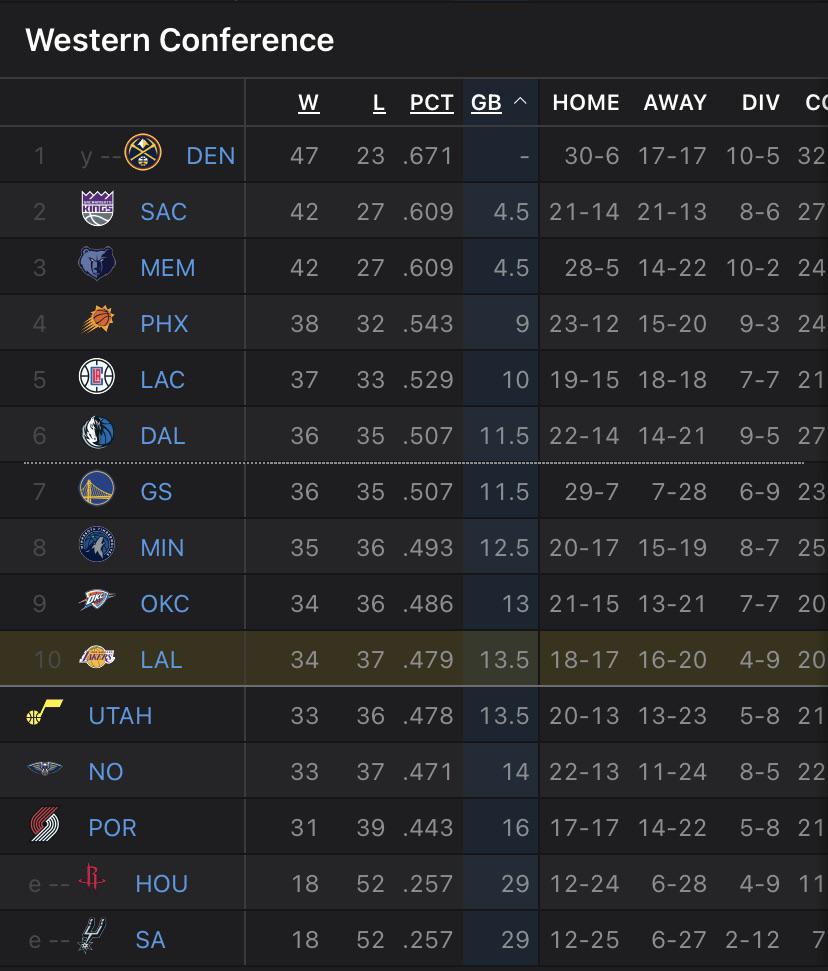 Western Conference
W L PCT GB ^ HOME AWAY DIV CO
1 y -- DEN 47 23 .671 - 30-6 17-17 10-5 32
2 SAC 42 27 .609 4.5 21-14 21-13 8-6 27
3 MEM 42 27 .609 4.5 28-5 14-22 10-2 24
4 PHX 38 32 .543 9 23-12 15-20 9-3 24
5 LAC 37 33 .529 10 19-15 18-18 7-7 21
6 DAL 36 35 .507 11.5 22-14 14-21 9-5 27
7 GS 36 35 .507 11.5 29-7 7-28 6-9 23
8 MIN 35 36 .493 12.5 20-17 15-19 8-7 25
9 OKC 34 36 .486 13 21-15 13-21 7-7 20
10 LAL 34 37 .479 13.5 18-17 16-20 4-9 20
UTAH 33 36 .478 13.5 20-13 13-23 5-8 21
NO 33 37 .471 14 22-13 11-24 8-5 22
POR 31 39 .443 16 17-17 14-22 5-8 21
e -- HOU 18 52 .257 29 12-24 6-28 4-9 11
e -- SA 18 52 .257 29 12-25 6-27 2-12 7